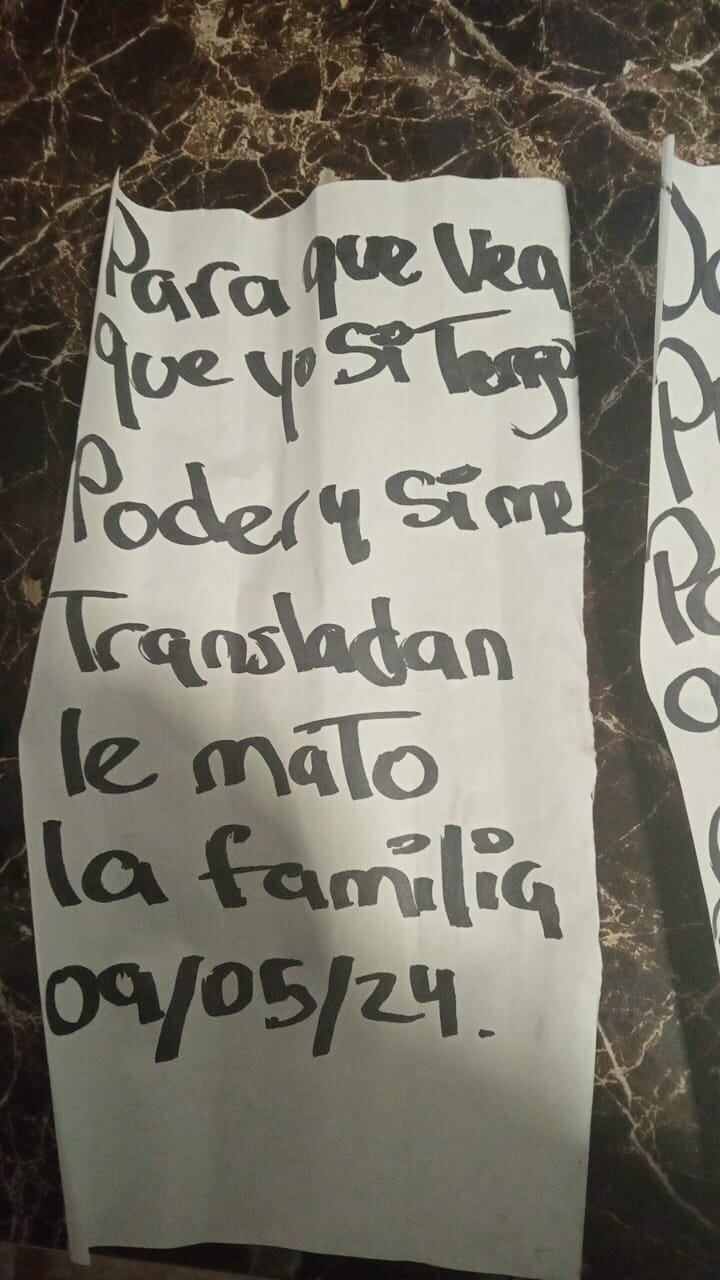 Para que vea
que yo Si Tengo
Poder y Si me
Transladan
le maTo
la familia
09/05/24.